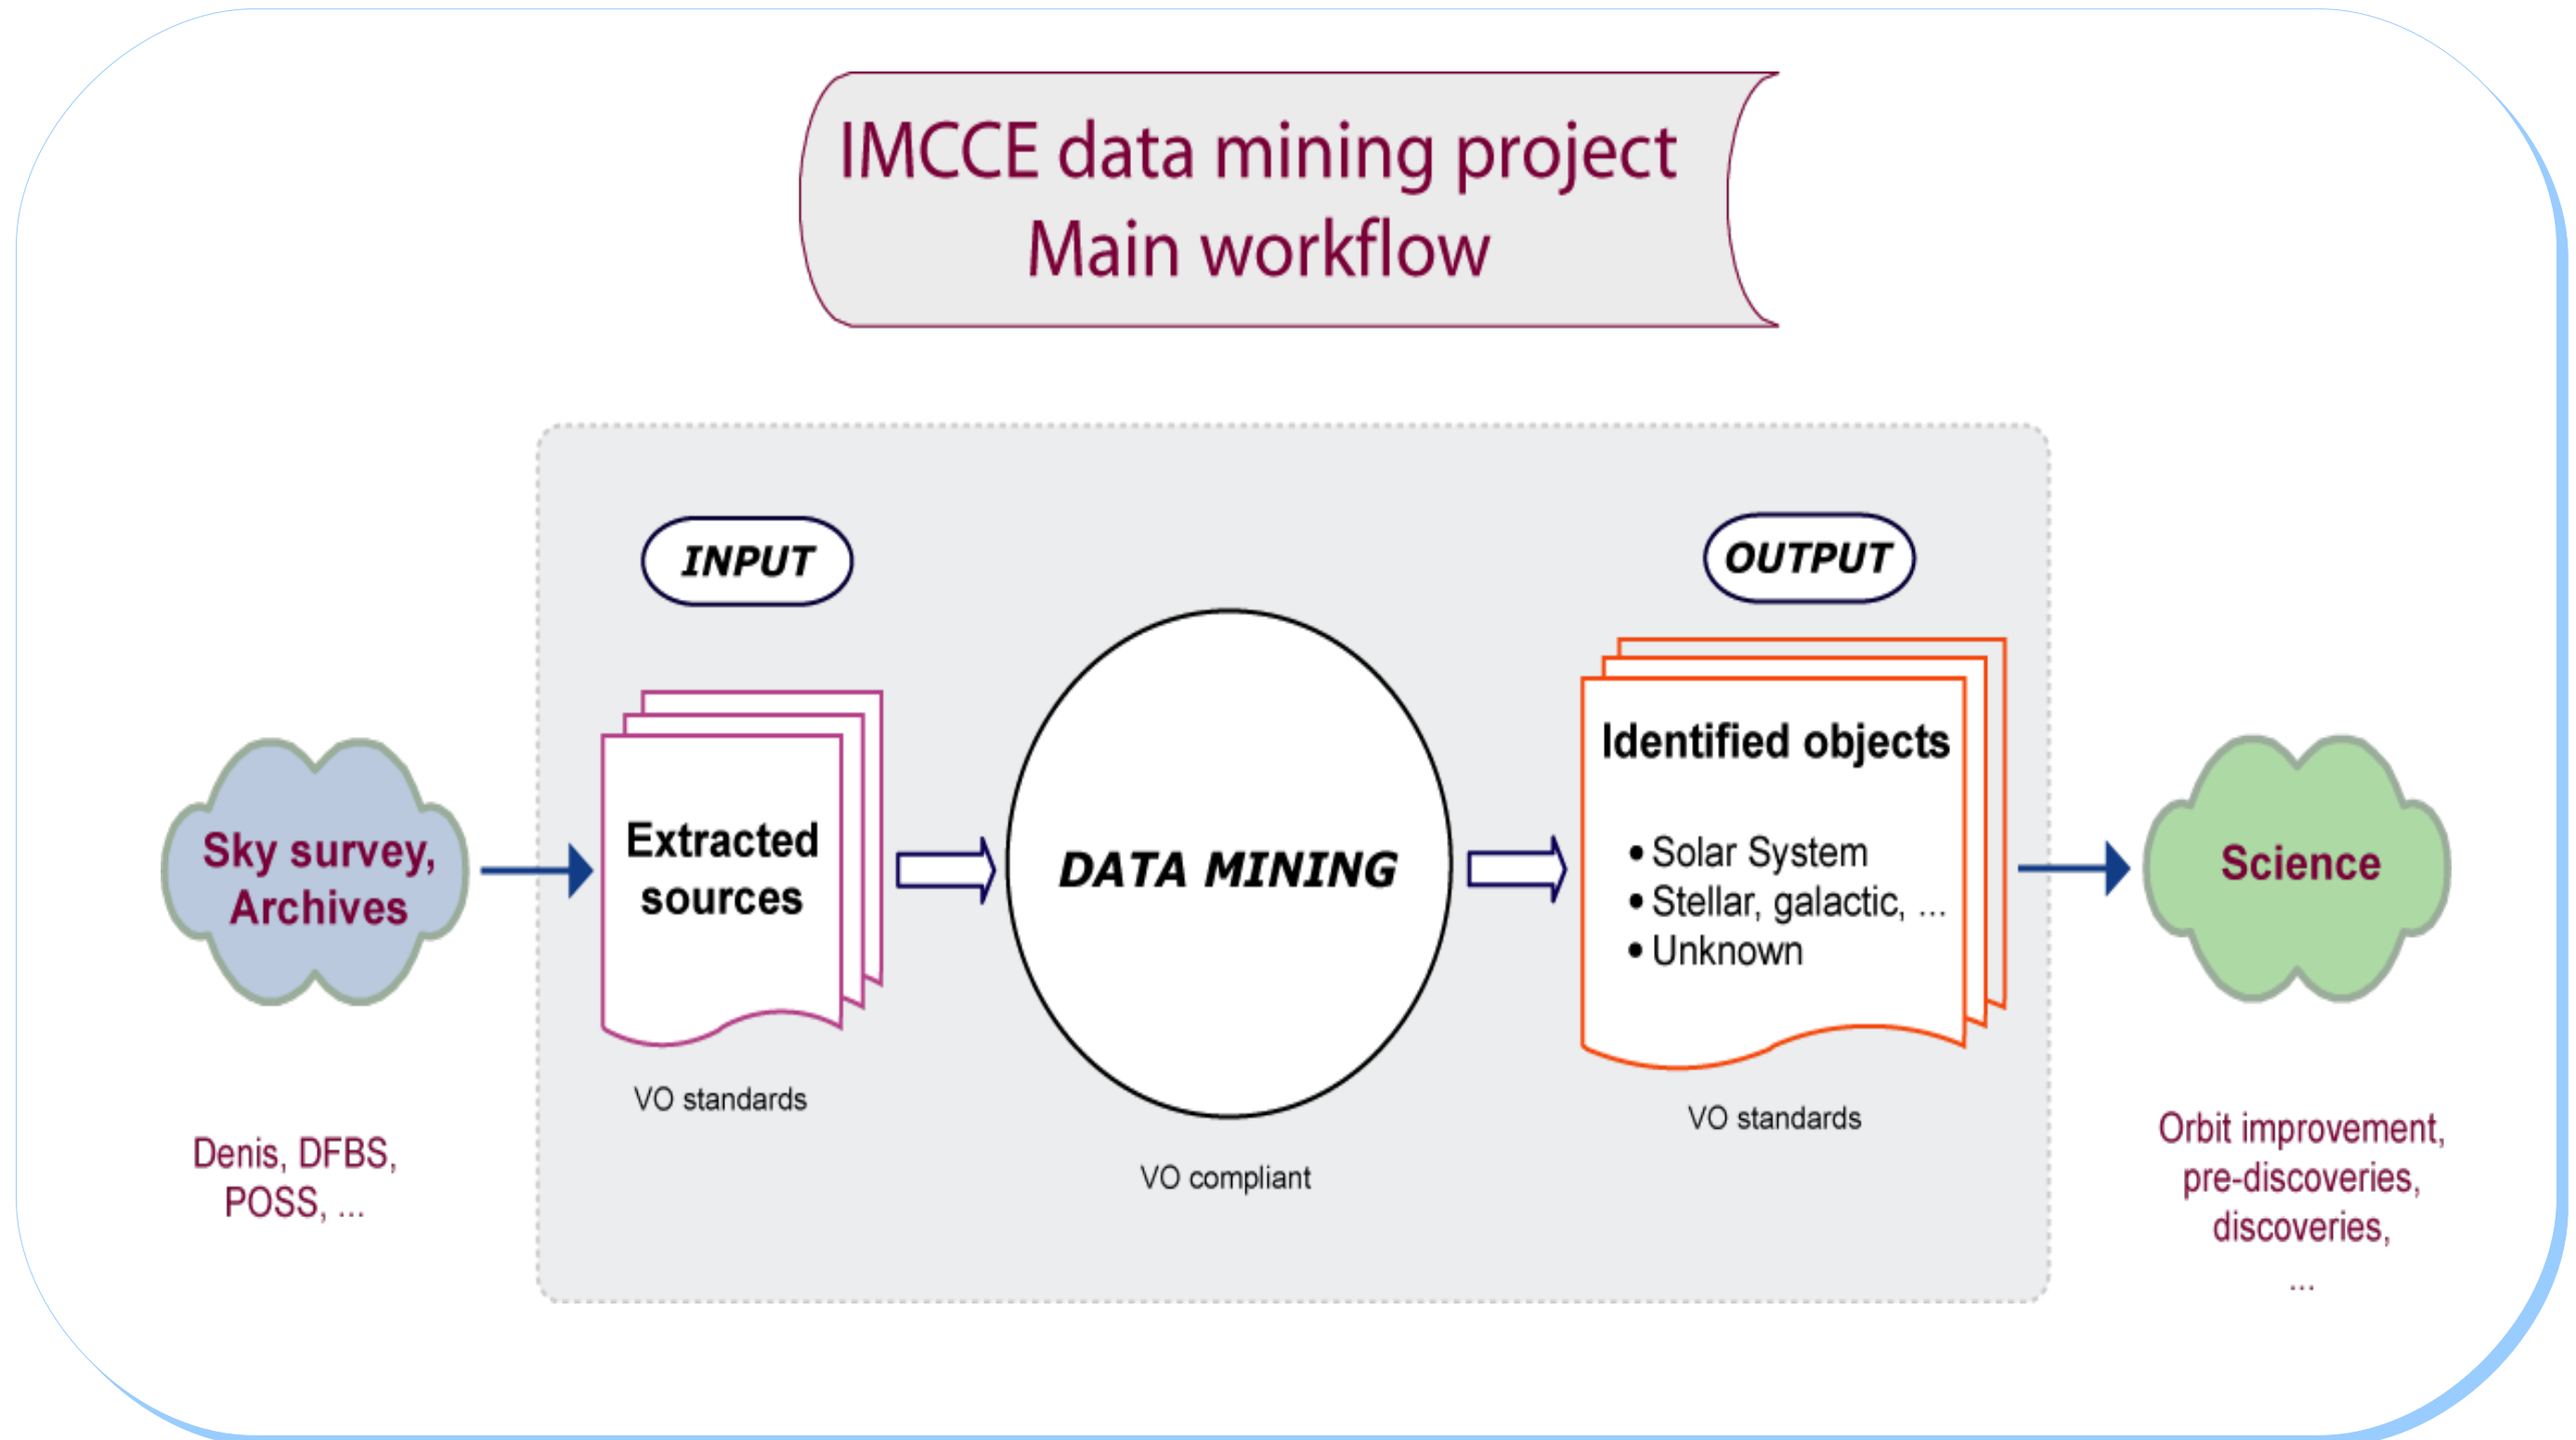 IMCCE data mining project
Main workflow
INPUT
OUTPUT
Sky survey,
Archives
Extracted
sources
DATA MINING
Identified objects
• Solar System
• Stellar, galactic, ...
• Unknown
Science
VO standards
VO compliant
VO standards
Denis, DFBS,
POSS, ...
Orbit improvement,
pre-discoveries,
discoveries,
...